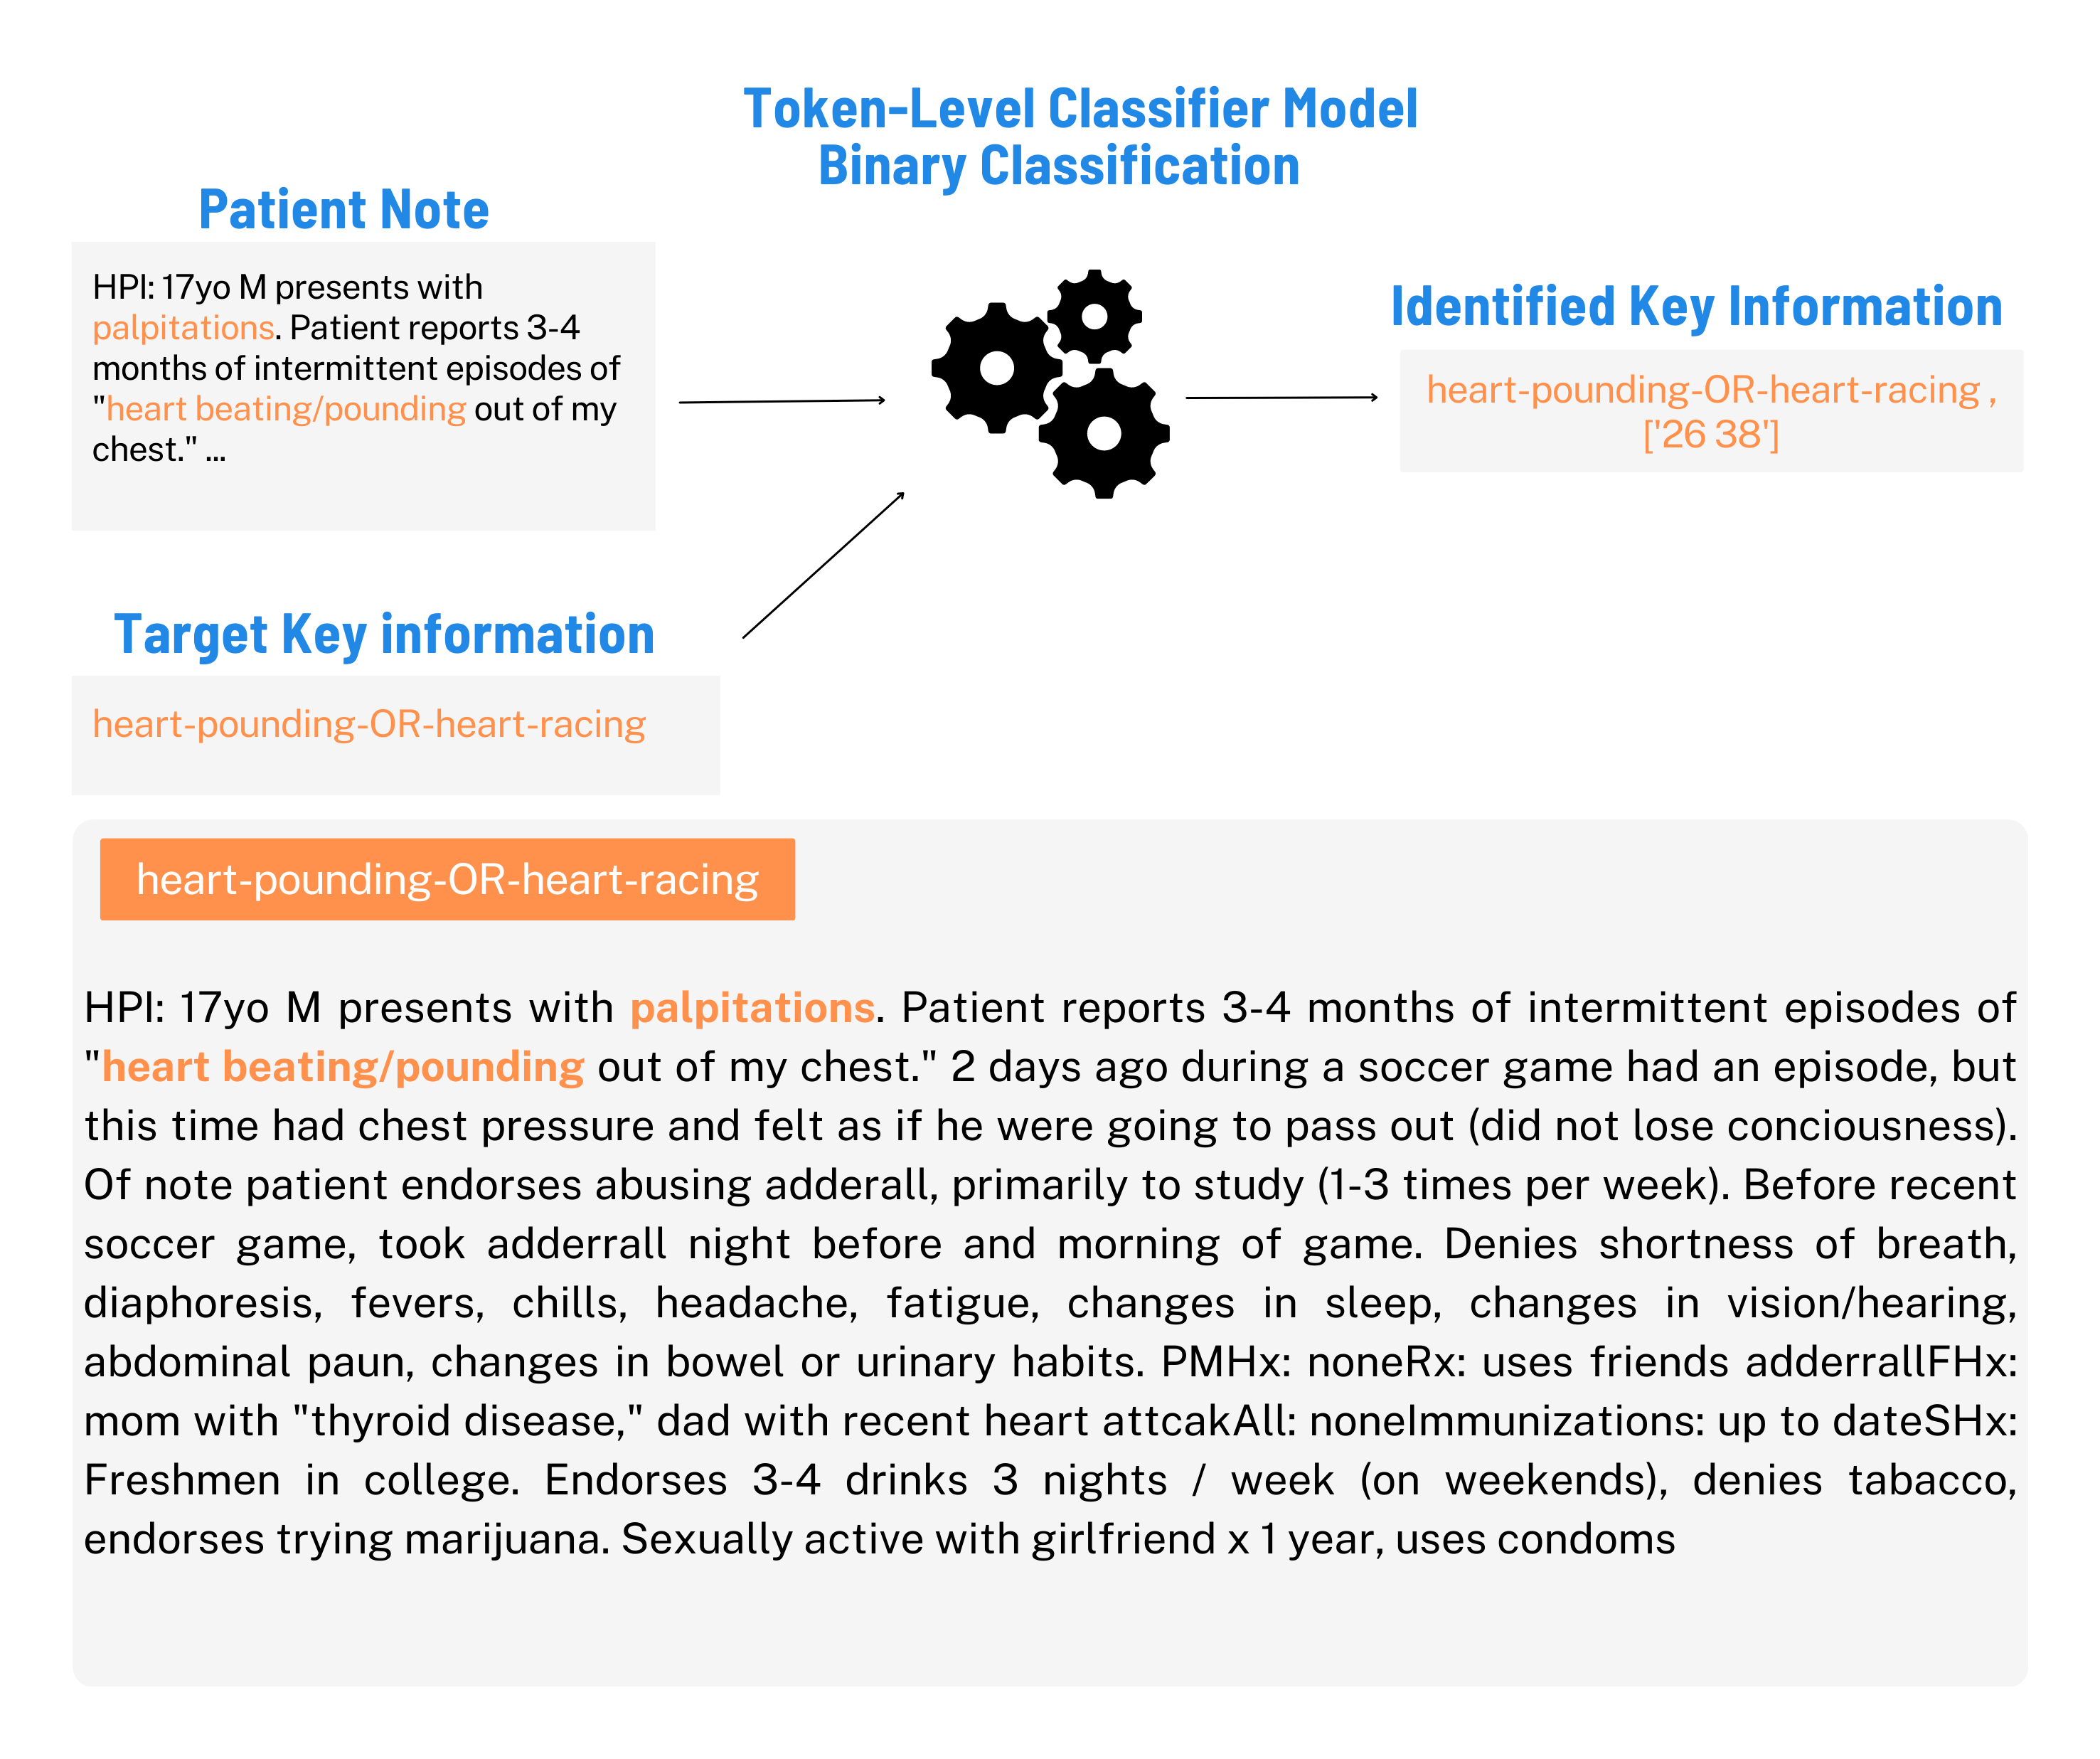 Token-Level Classifier Model
Binary Classification
Patient Note
HPI: 17yo M presents with
palpitations. Patient reports 3-4
months of intermittent episodes of
"heart beating/pounding out of my
chest." ...
Identified Key Information
heart-pounding-OR-heart-racing ,
['26 38']
Target Key information
heart-pounding-OR-heart-racing
heart-pounding-OR-heart-racing
HPI: 17yo M presents with palpitations. Patient reports 3-4 months of intermittent episodes of
"heart beating/pounding out of my chest." 2 days ago during a soccer game had an episode, but
this time had chest pressure and felt as if he were going to pass out (did not lose conciousness).
Of note patient endorses abusing adderall, primarily to study (1-3 times per week). Before recent
soccer game, took adderrall night before and morning of game. Denies shortness of breath,
diaphoresis, fevers, chills, headache, fatigue, changes in sleep, changes in vision/hearing,
abdominal paun, changes in bowel or urinary habits. PMHx: noneRx: uses friends adderrallFHx:
mom with "thyroid disease," dad with recent heart attcakAll: noneImmunizations: up to dateSHx:
Freshmen in college. Endorses 3-4 drinks 3 nights / week (on weekends), denies tabacco,
endorses trying marijuana. Sexually active with girlfriend x 1 year, uses condoms